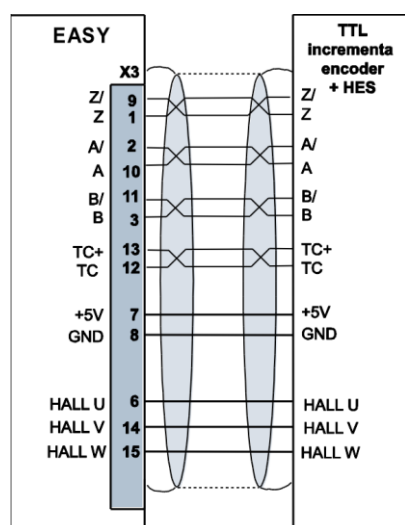 EASY
TTL
incrementa
encoder
+ HES
X3
Z/ 9 Z/
Z 1 Z
A/ 2 A/
A 10 A
B/ 11 B/
B 3 B
TC+ 13 TC+
TC 12 TC
+5V 7 +5V
GND 8 GND
HALL U 6 HALL U
HALL V 14 HALL V
HALL W 15 HALL W